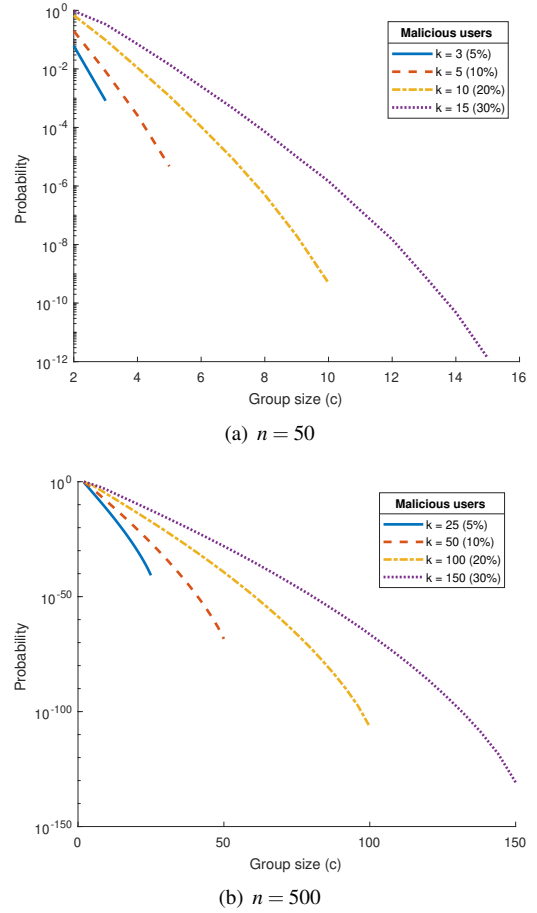 10^0
10^-2
10^-4
10^-6
10^-8
10^-10
10^-12
Probability
2 4 6 8 10 12 14 16
Group size (c)
Malicious users
k = 3 (5%)
k = 5 (10%)
k = 10 (20%)
k = 15 (30%)
(a) n = 50
10^0
10^-50
10^-100
10^-150
Probability
0 50 100 150
Group size (c)
Malicious users
k = 25 (5%)
k = 50 (10%)
k = 100 (20%)
k = 150 (30%)
(b) n = 500